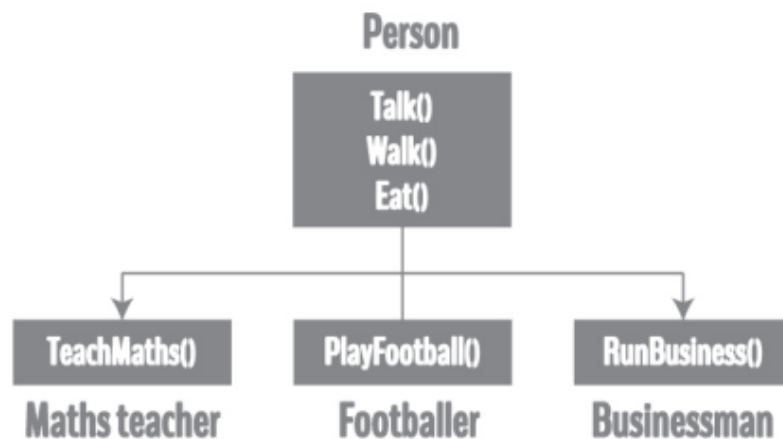 Person
Talk()
Walk()
Eat()
TeachMaths()
PlayFootball()
RunBusiness()
Maths teacher
Footballer
Businessman